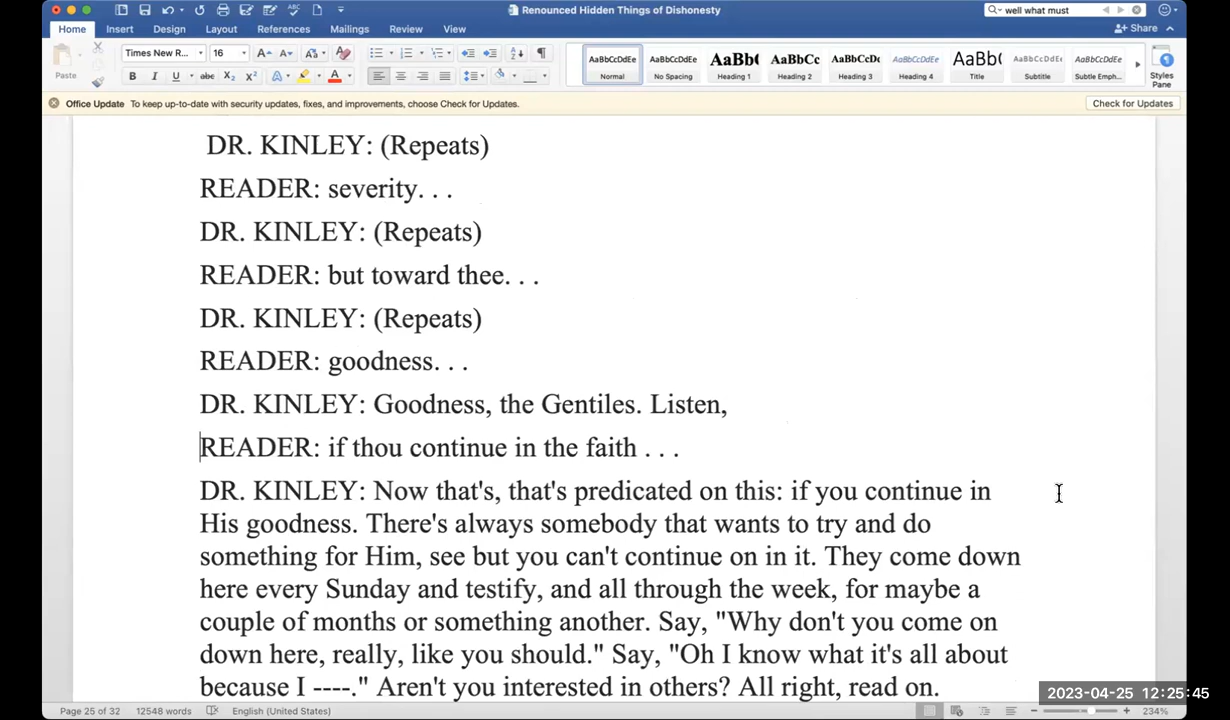 Renounced Hidden Things of Dishonesty
well what must
Home Insert Design Layout References Mailings Review View
Share
Paste
Times New R... 16
AaBbCcDdEe AaBbCcDdEe AaBb( AaBbCc AaBbCcDc AaBbCcDdEe AaBb( AaBbCcDdEe AaBbCcDdEe
Normal No Spacing Heading 1 Heading 2 Heading 3 Heading 4 Title Subtitle Subtle Emph... Styles Pane
B I U abc X2 X2 A A
Office Update To keep up-to-date with security updates, fixes, and improvements, choose Check for Updates. Check for Updates
DR. KINLEY: (Repeats)
READER: severity. . .
DR. KINLEY: (Repeats)
READER: but toward thee. . .
DR. KINLEY: (Repeats)
READER: goodness. . .
DR. KINLEY: Goodness, the Gentiles. Listen,
READER: if thou continue in the faith . . .
DR. KINLEY: Now that's, that's predicated on this: if you continue in
His goodness. There's always somebody that wants to try and do
something for Him, see but you can't continue on in it. They come down
here every Sunday and testify, and all through the week, for maybe a
couple of months or something another. Say, "Why don't you come on
down here, really, like you should." Say, "Oh I know what it's all about
because I ----." Aren't you interested in others? All right, read on.
2023-04-25 12:25:45
Page 25 of 32 12548 words English (United States) 234%